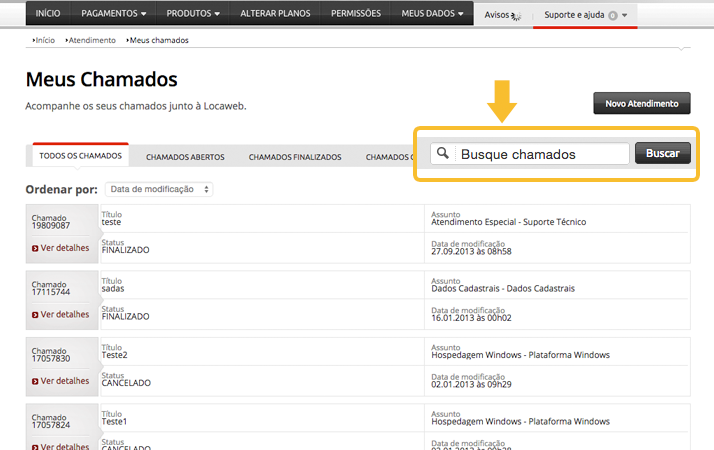 INÍCIO PAGAMENTOS PRODUTOS ALTERAR PLANOS PERMISSÕES MEUS DADOS Avisos Suporte e ajuda 0
Início Atendimento Meus chamados
Meus Chamados
Acompanhe os seus chamados junto à Locaweb.
Novo Atendimento
TODOS OS CHAMADOS CHAMADOS ABERTOS CHAMADOS FINALIZADOS CHAMADOS Busque chamados Buscar
Ordenar por: Data de modificação
Chamado
19809087
Ver detalhes
Título
teste
Status
FINALIZADO
Assunto
Atendimento Especial - Suporte Técnico
Data de modificação
27.09.2013 às 08h58
Chamado
17115744
Ver detalhes
Título
sadas
Status
FINALIZADO
Assunto
Dados Cadastrais - Dados Cadastrais
Data de modificação
16.01.2013 às 00h02
Chamado
17057830
Ver detalhes
Título
Teste2
Status
CANCELADO
Assunto
Hospedagem Windows - Plataforma Windows
Data de modificação
02.01.2013 às 09h29
Chamado
17057824
Ver detalhes
Título
Teste1
Status
CANCELADO
Assunto
Hospedagem Windows - Plataforma Windows
Data de modificação